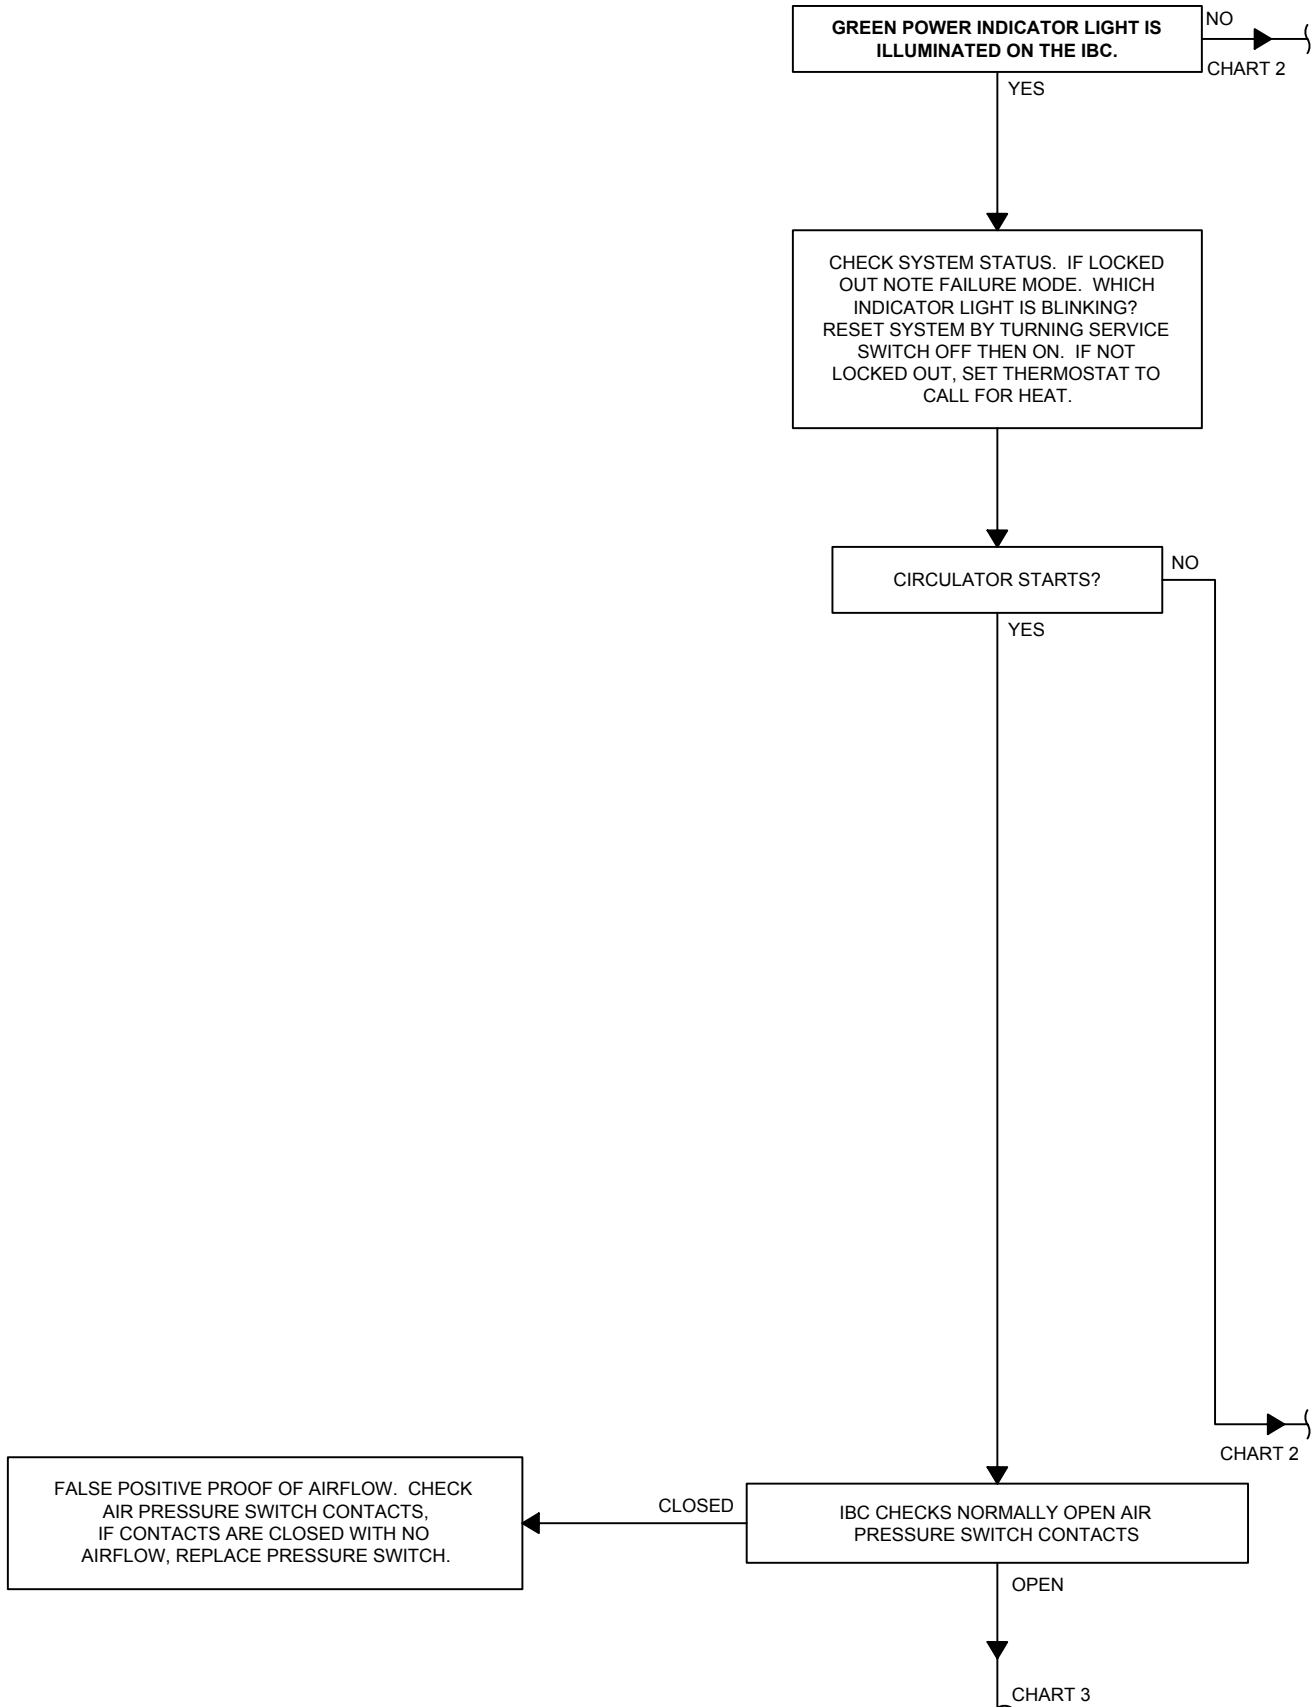 GREEN POWER INDICATOR LIGHT IS
ILLUMINATED ON THE IBC.
NO
CHART 2
YES
CHECK SYSTEM STATUS. IF LOCKED
OUT NOTE FAILURE MODE. WHICH
INDICATOR LIGHT IS BLINKING?
RESET SYSTEM BY TURNING SERVICE
SWITCH OFF THEN ON. IF NOT
LOCKED OUT, SET THERMOSTAT TO
CALL FOR HEAT.
CIRCULATOR STARTS?
NO
YES
CHART 2
FALSE POSITIVE PROOF OF AIRFLOW. CHECK
AIR PRESSURE SWITCH CONTACTS,
IF CONTACTS ARE CLOSED WITH NO
AIRFLOW, REPLACE PRESSURE SWITCH.
CLOSED
IBC CHECKS NORMALLY OPEN AIR
PRESSURE SWITCH CONTACTS
OPEN
CHART 3